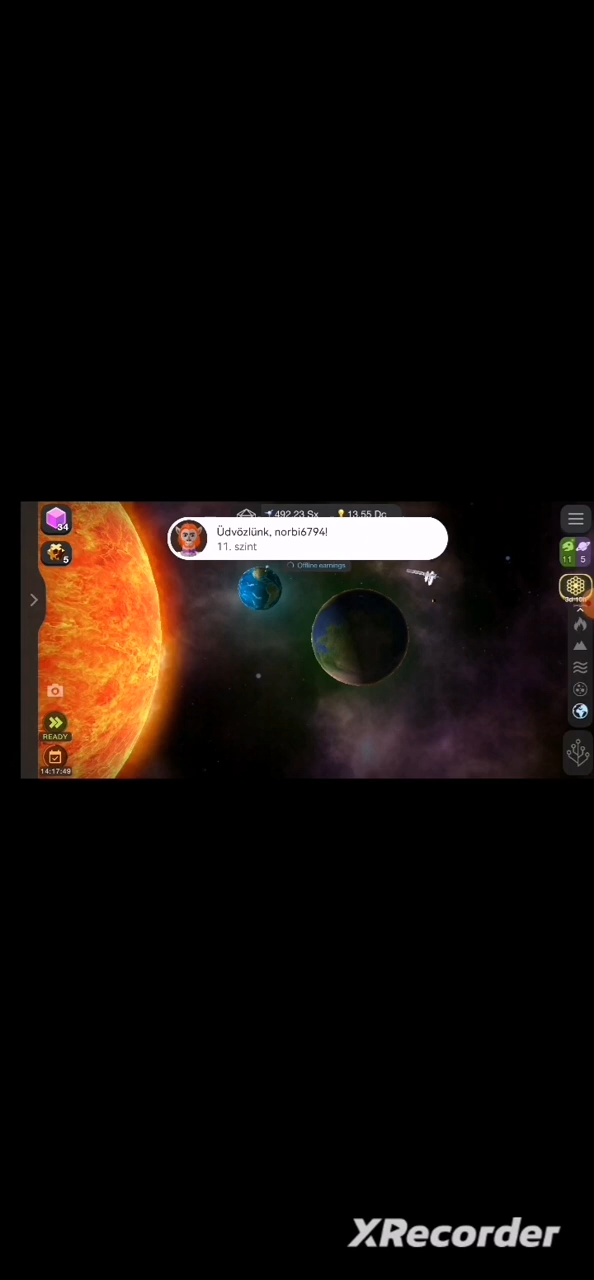 34
492.23 Sx
13.55 Dc
Üdvözlünk, norbi6794!
11. szint
5
11
5
Offline earnings
READY
14:17:49
XRecorder